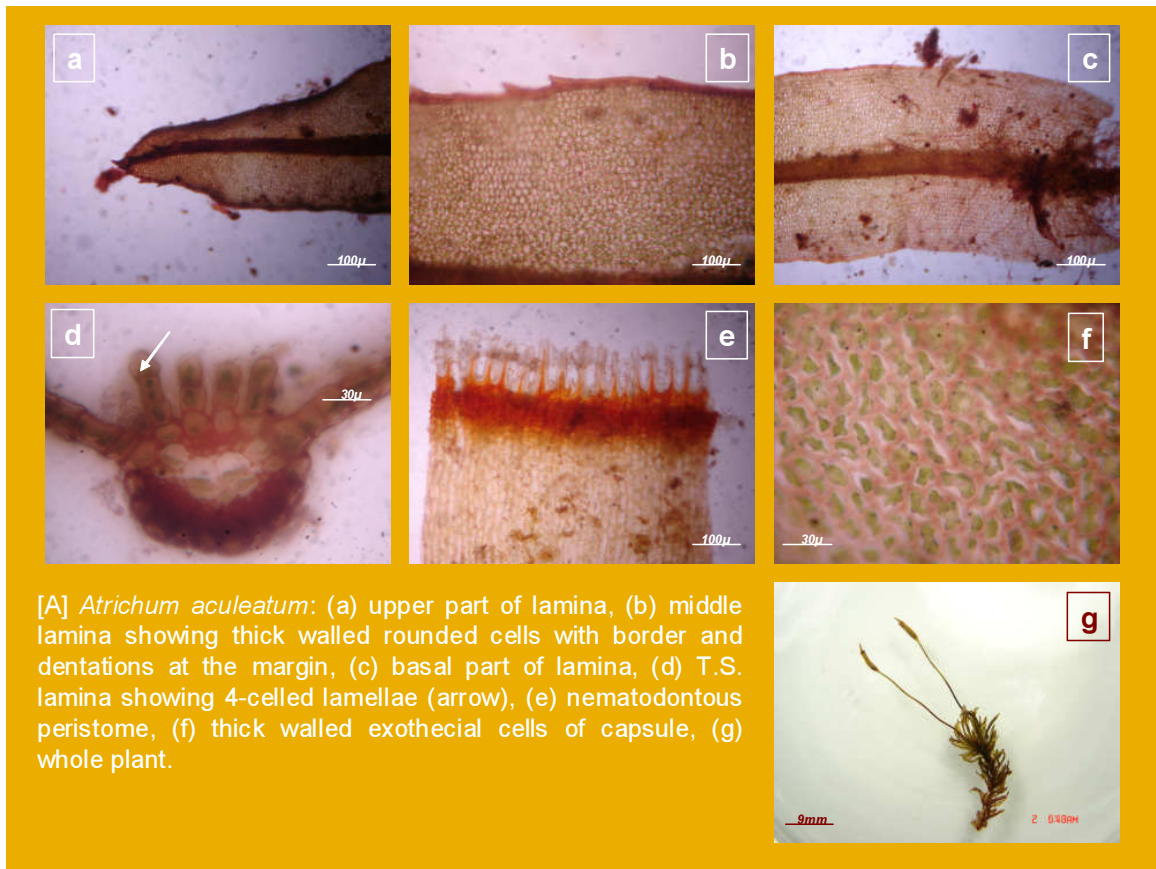 a
b
c
100µ
100µ
100µ
d
e
f
30µ
100µ
30µ
[A] Atrichum aculeatum: (a) upper part of lamina, (b) middle
lamina showing thick walled rounded cells with border and
dentations at the margin, (c) basal part of lamina, (d) T.S.
lamina showing 4-celled lamellae (arrow), (e) nematodontous
peristome, (f) thick walled exothecial cells of capsule, (g)
whole plant.
g
9mm